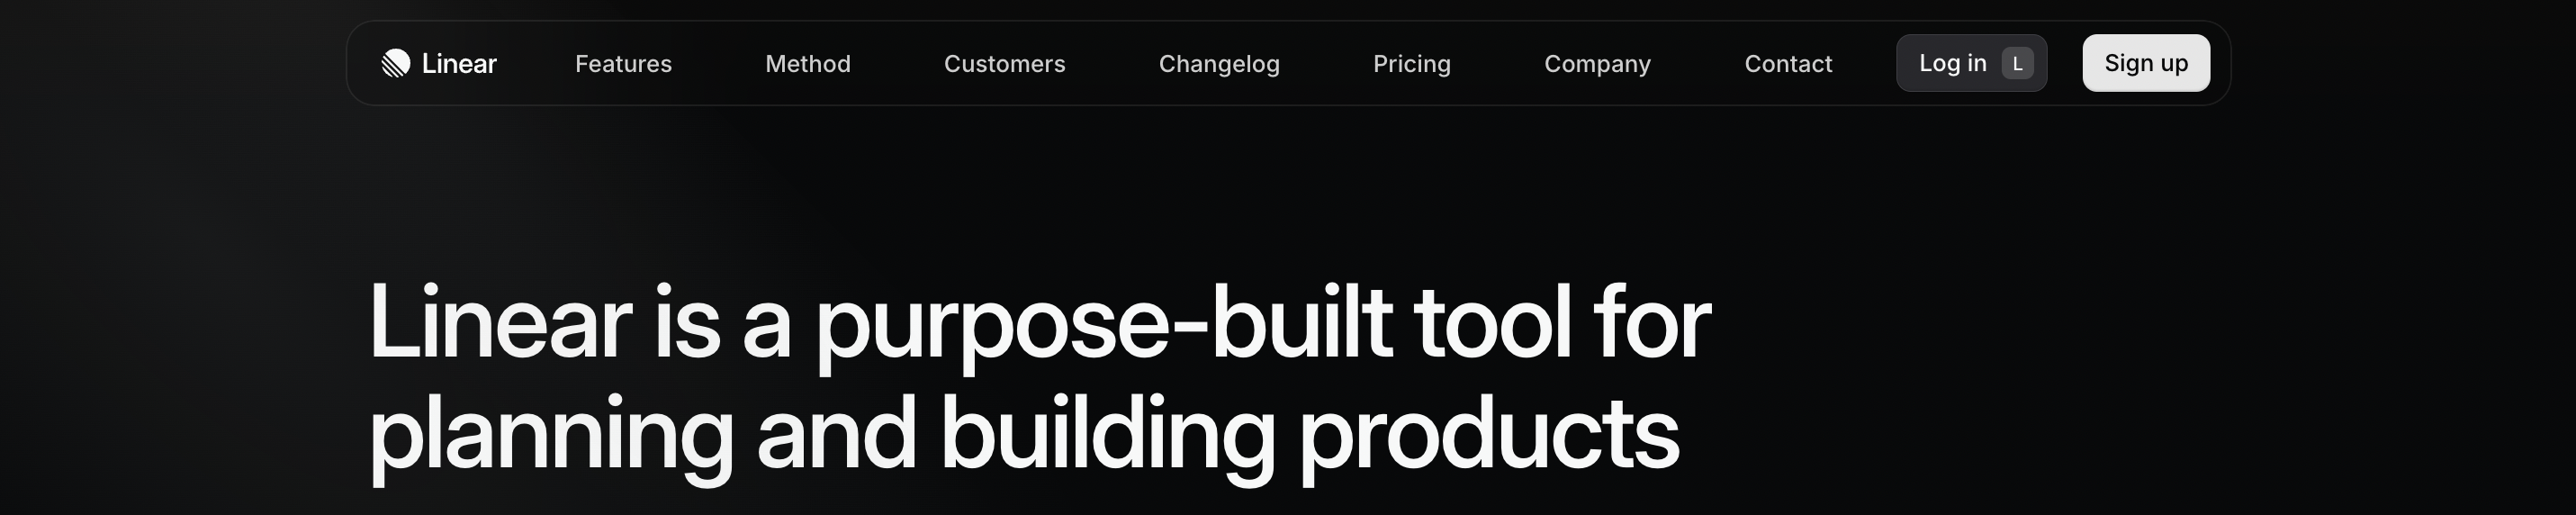 Linear Features Method Customers Changelog Pricing Company Contact Log in L Sign up
Linear is a purpose-built tool for
planning and building products